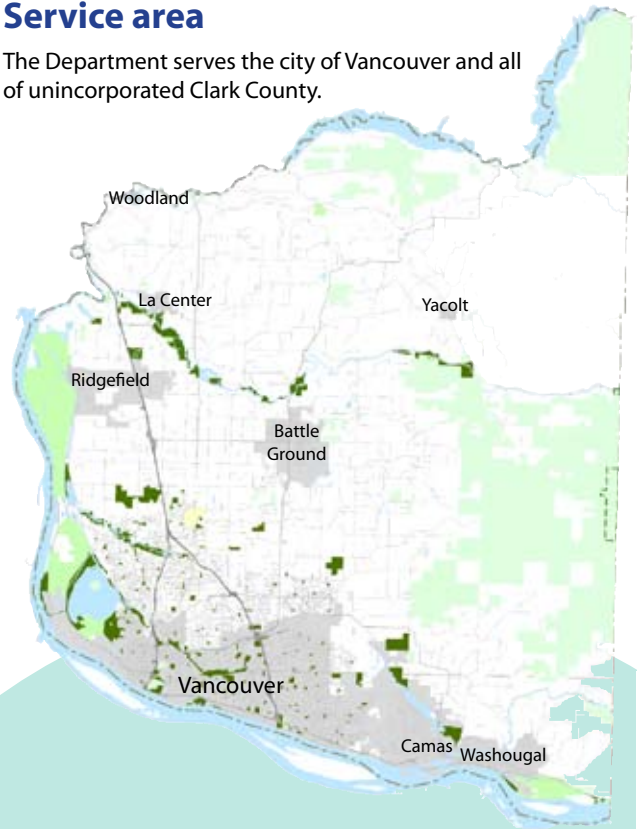 Service area
The Department serves the city of Vancouver and all
of unincorporated Clark County.
Woodland
La Center
Yacolt
Ridgefield
Battle
Ground
Vancouver
Camas
Washougal